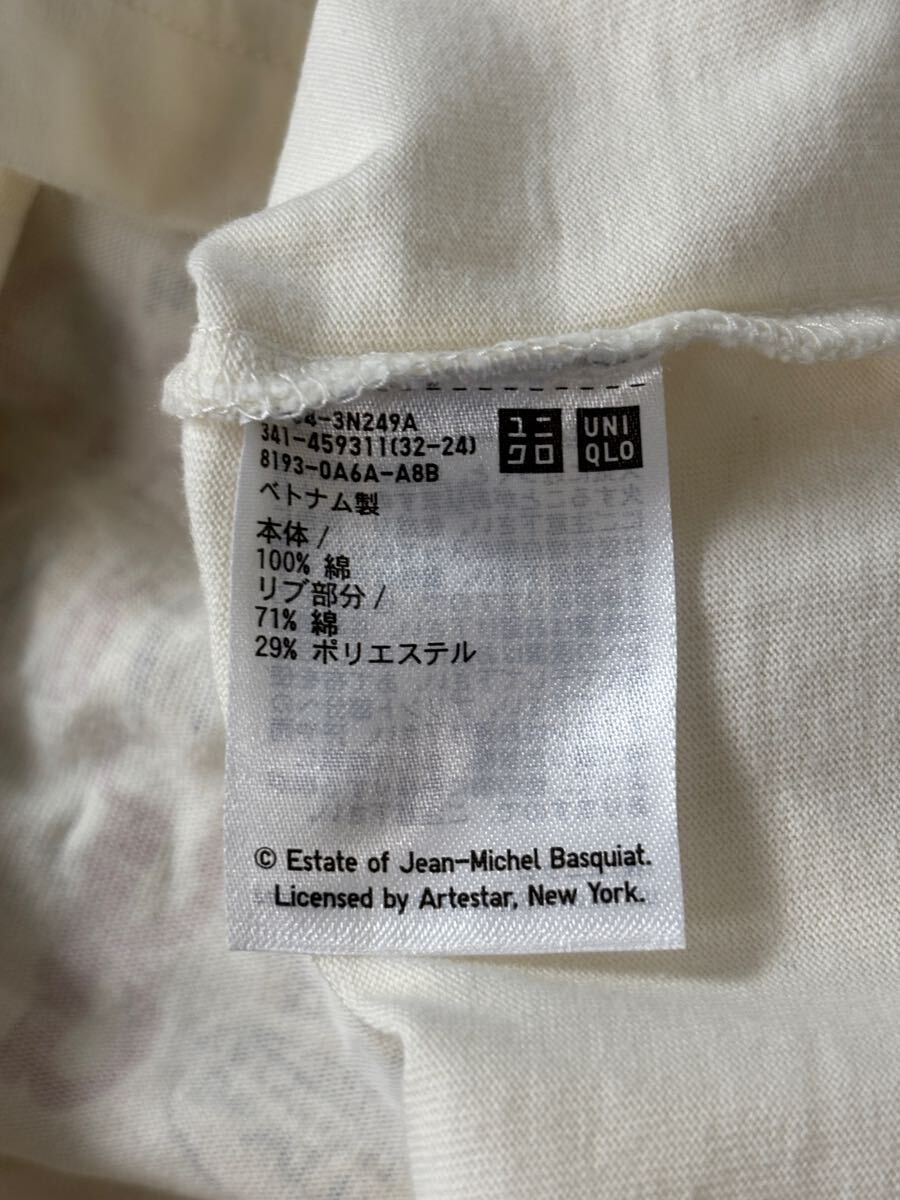 4-3N249A
341-459311(32-24)
8193-0A6A-A8B
ベトナム製
本体/
100% 綿
リブ部分/
71% 綿
29% ポリエステル
ユニ
クロ
UNI
QLO
© Estate of Jean-Michel Basquiat.
Licensed by Artestar, New York.